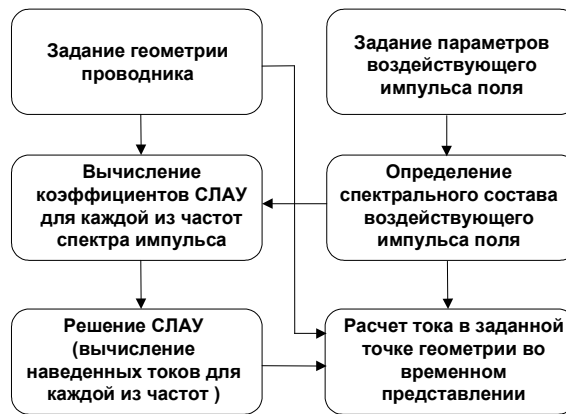 Задание геометрии
проводника
Задание параметров
воздействующего
импульса поля
Вычисление
коэффициентов СЛАУ
для каждой из частот
спектра импульса
Определение
спектрального состава
воздействующего
импульса поля
Решение СЛАУ
(вычисление
наведенных токов для
каждой из частот )
Расчет тока в заданной
точке геометрии во
временном
представлении